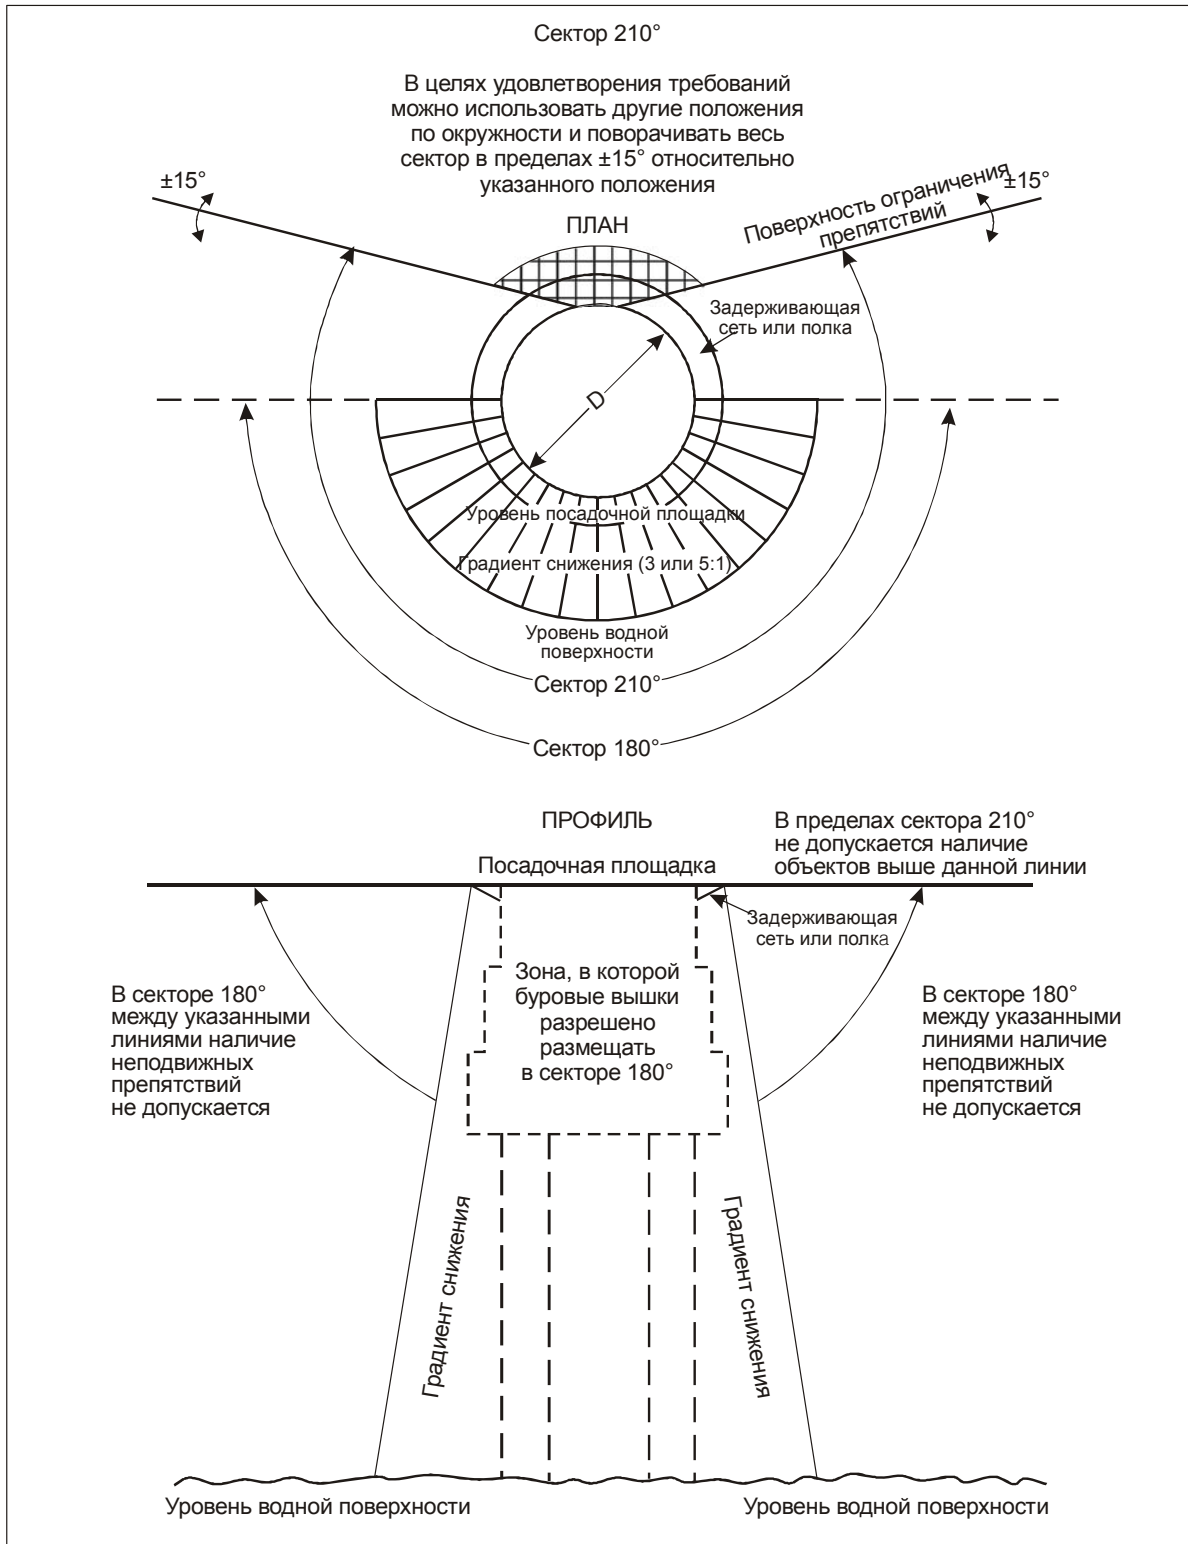 Сектор 210°
В целях удовлетворения требований
можно использовать другие положения
по окружности и поворачивать весь
сектор в пределах ±15° относительно
указанного положения
±15°
±15°
Поверхность ограничения
препятствий
ПЛАН
Задерживающая
сеть или полка
D
Уровень посадочной площадки
Градиент снижения (3 или 5:1)
Уровень водной
поверхности
Сектор 210°
Сектор 180°
ПРОФИЛЬ
В пределах сектора 210°
не допускается наличие
объектов выше данной линии
Посадочная площадка
Задерживающая
сеть или полка
Зона, в которой
буровые вышки
разрешено
размещать
в секторе 180°
В секторе 180°
между указанными
линиями наличие
неподвижных
препятствий
не допускается
В секторе 180°
между указанными
линиями наличие
неподвижных
препятствий
не допускается
Градиент снижения
Градиент снижения
Уровень водной поверхности
Уровень водной поверхности